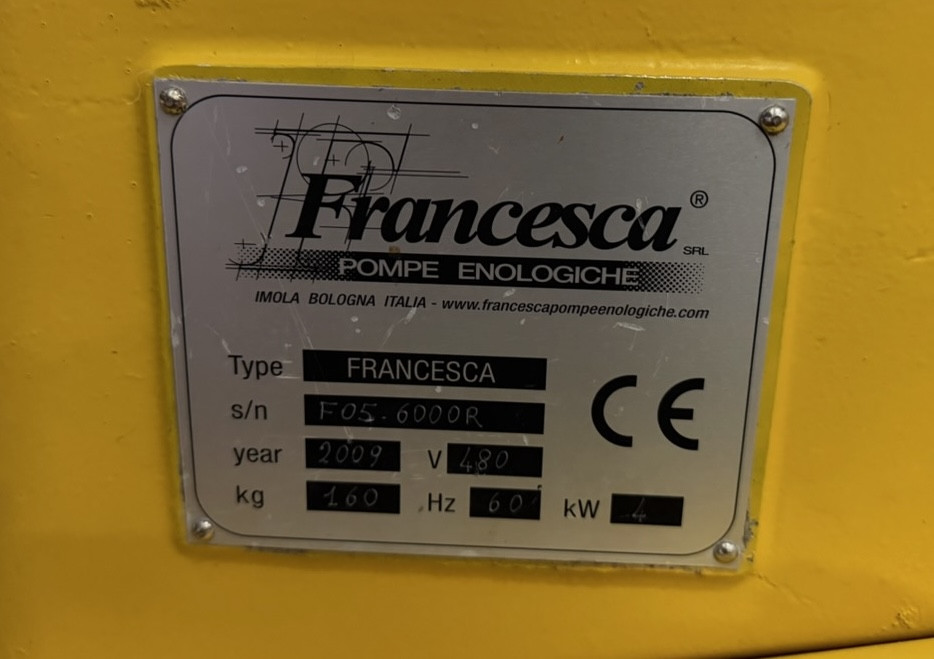 Francesca ®
SRL
POMPE ENOLOGICHE
IMOLA BOLOGNA ITALIA - www.francescapompeenologiche.com
Type FRANCESCA
s/n F05-6000R
year 2009 V 480
kg 160 Hz 60 kW 4
CE